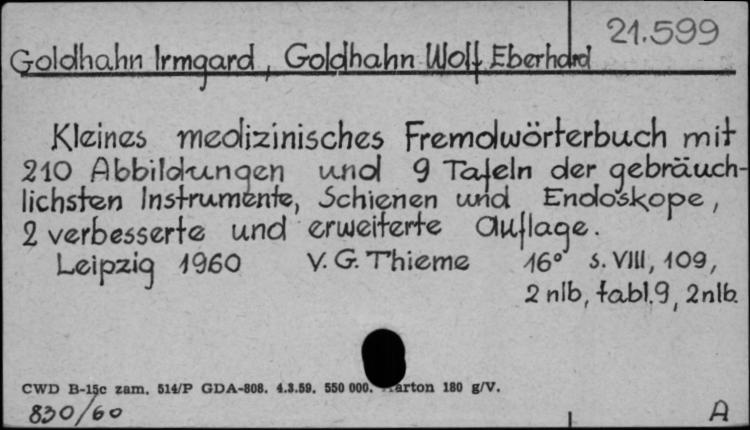 21.599
Goldhahn Irmgard, Goldhahn Wolf Eberhard
Kleines medizinisches Fremdwörterbuch mit
210 Abbildungen und 9 Tafeln der gebräuch-
lichsten Instrumente, Schienen und Endoskope,
2 verbesserte und erweiterte Auflage.
Leipzig 1960 V. G. Thieme 16° s. VIII, 109,
2 nlb, tabl. 9, 2 nlb.
CWD B-15c zam. 514/P GDA-808. 4.3.59. 550 000. 180 g/V.
830/60 A